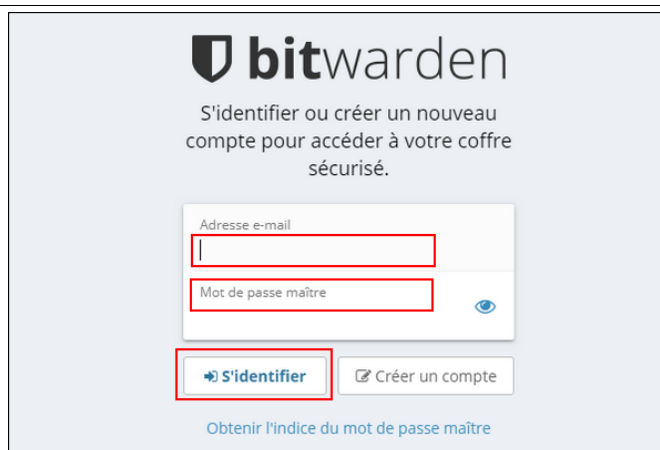 bitwarden
S'identifier ou créer un nouveau
compte pour accéder à votre coffre
sécurisé.
Adresse e-mail
Mot de passe maître
S'identifier
Créer un compte
Obtenir l'indice du mot de passe maître